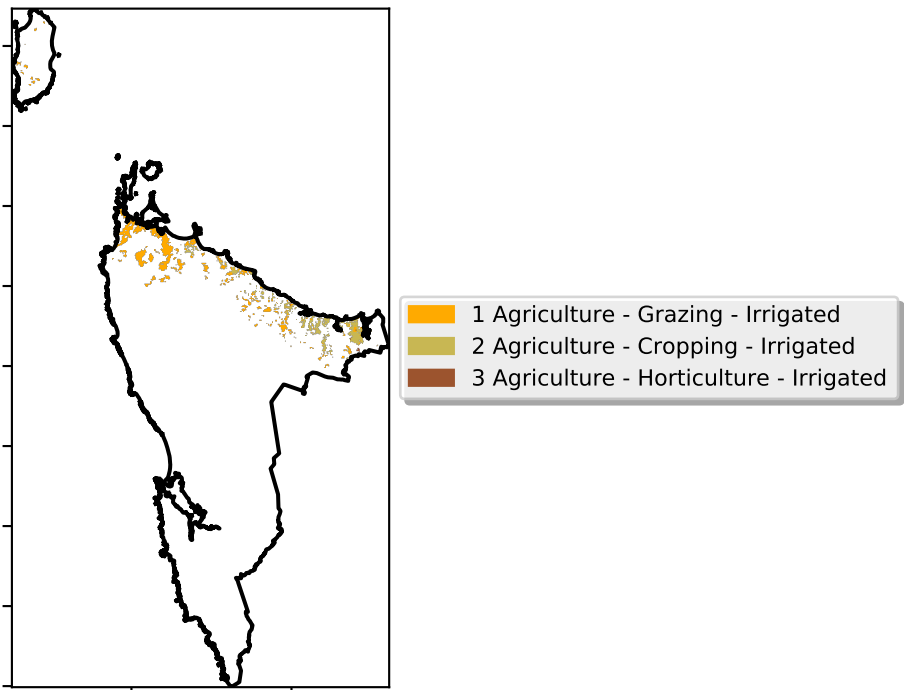 1 Agriculture - Grazing - Irrigated
2 Agriculture - Cropping - Irrigated
3 Agriculture - Horticulture - Irrigated